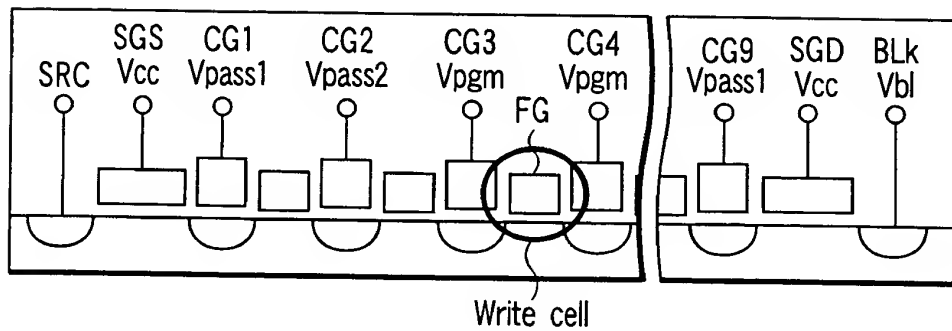 SRC
SGS
Vcc
CG1
Vpass1
CG2
Vpass2
CG3
Vpgm
FG
CG4
Vpgm
CG9
Vpass1
SGD
Vcc
BLk
Vbl
Write cell